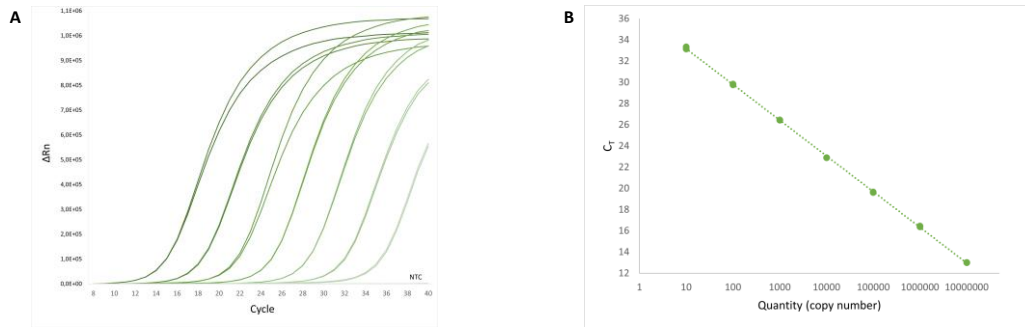 A
1,1E+06
1,0E+06
9,0E+05
8,0E+05
7,0E+05
6,0E+05
5,0E+05
4,0E+05
3,0E+05
2,0E+05
1,0E+05
0,0E+00
ΔRn
NTC
8 10 12 14 16 18 20 22 24 26 28 30 32 34 36 38 40
Cycle
B
36
34
32
30
28
26
24
22
20
18
16
14
12
CT
1 10 100 1000 10000 100000 1000000 10000000
Quantity (copy number)